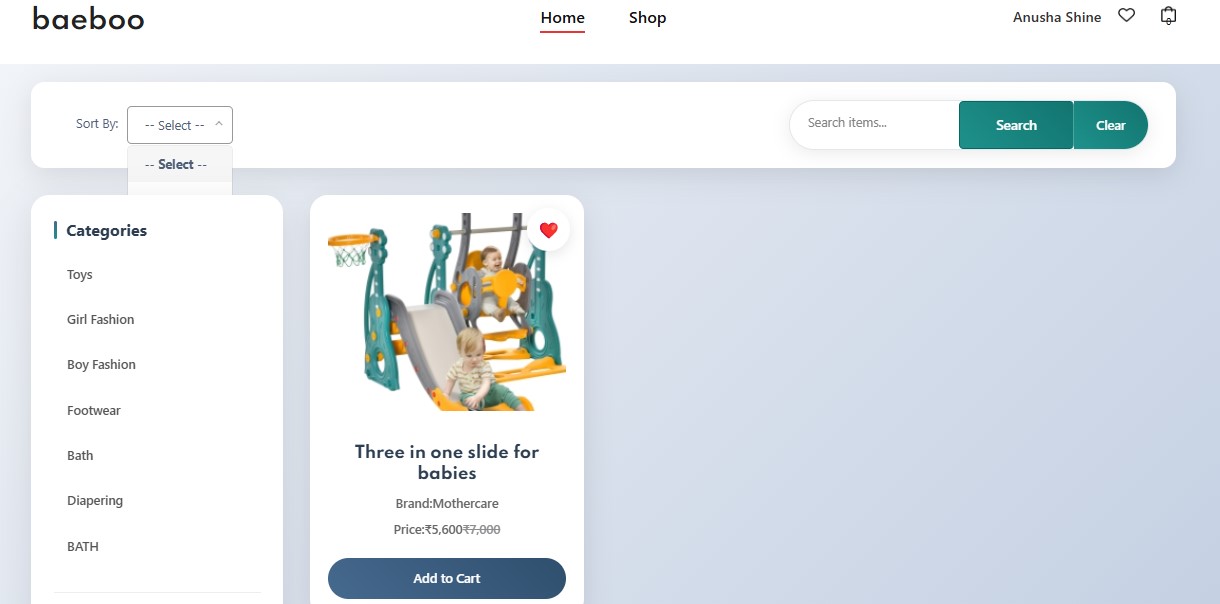 baeboo
Home Shop
Anusha Shine
0
Sort By: -- Select --
Search items...
Search
Clear
-- Select --
Categories
Toys
Girl Fashion
Boy Fashion
Footwear
Bath
Diapering
BATH
Three in one slide for
babies
Brand:Mothercare
Price:₹5,600₹7,000
Add to Cart